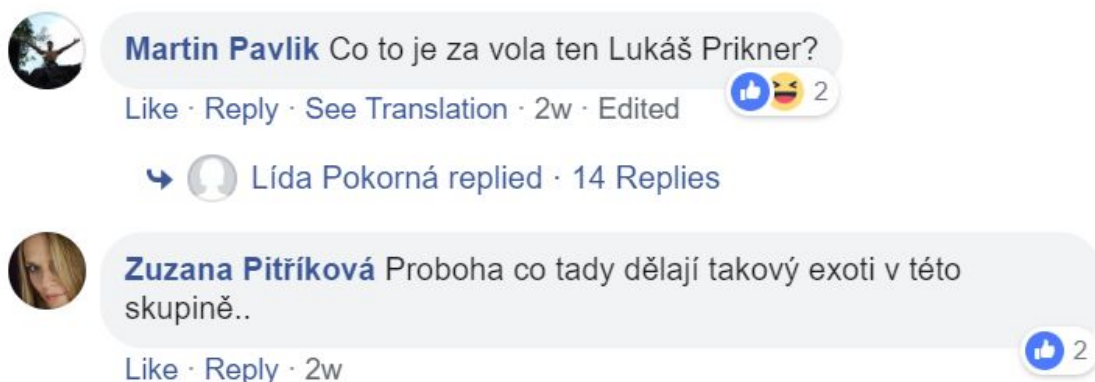 Martin Pavlik Co to je za vola ten Lukáš Prikner?
2
Like · Reply · See Translation · 2w · Edited
Lída Pokorná replied · 14 Replies
Zuzana Pitříková Proboha co tady dělají takový exoti v této
skupině..
2
Like · Reply · 2w